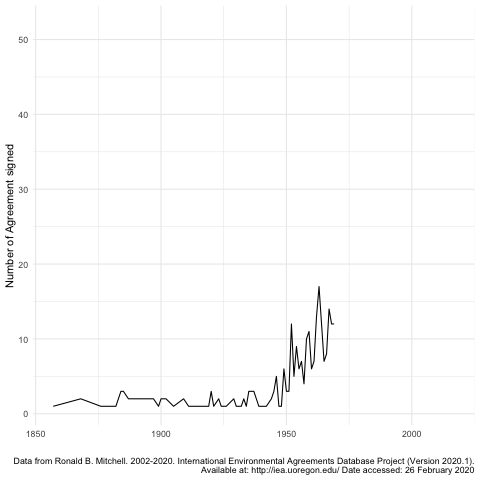 50
40
30
20
10
0
Number of Agreement signed
1850 1900 1950 2000
Data from Ronald B. Mitchell. 2002-2020. International Environmental Agreements Database Project (Version 2020.1).
Available at: http://iea.uoregon.edu/ Date accessed: 26 February 2020